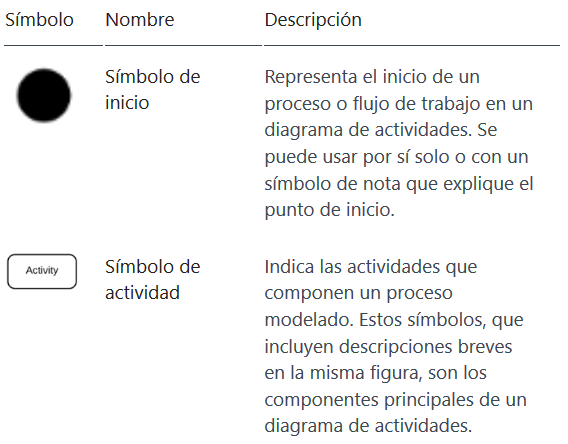 Símbolo Nombre Descripción
Símbolo de inicio
Representa el inicio de un
proceso o flujo de trabajo en un
diagrama de actividades. Se
puede usar por sí solo o con un
símbolo de nota que explique el
punto de inicio.
Activity
Símbolo de
actividad
Indica las actividades que
componen un proceso
modelado. Estos símbolos, que
incluyen descripciones breves
en la misma figura, son los
componentes principales de un
diagrama de actividades.